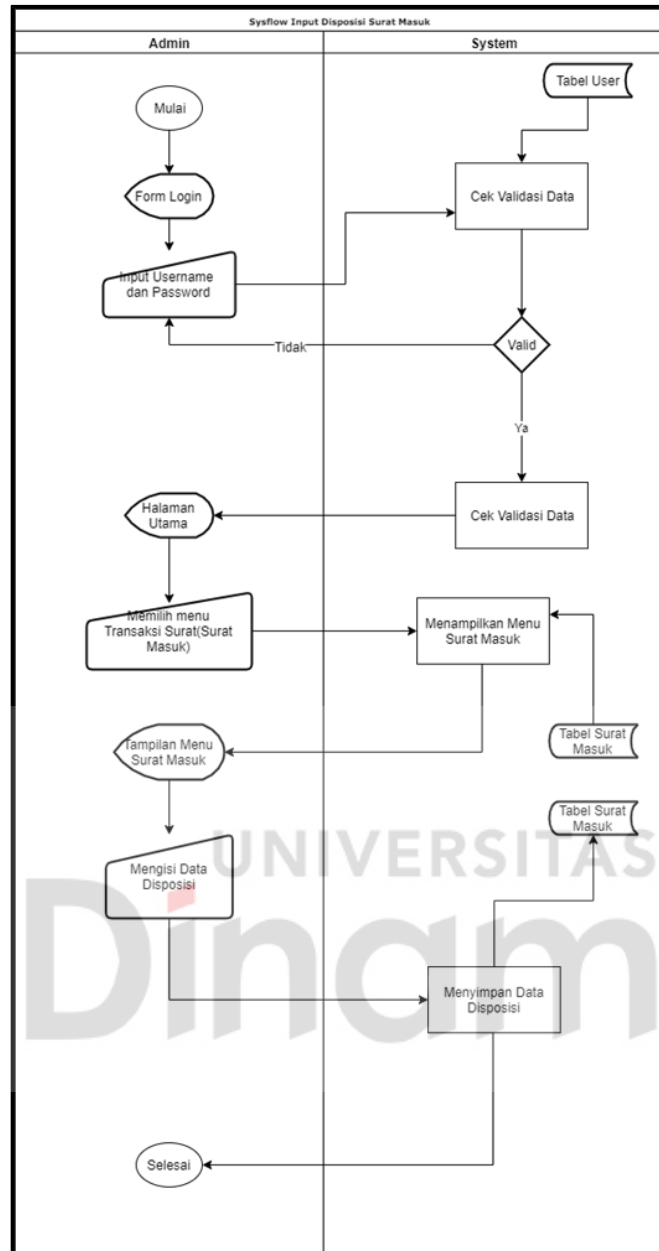 Sysflow Input Disposisi Surat Masuk
Admin
System
Tabel User
Mulai
Form Login
Cek Validasi Data
Input Username
dan Password
Valid
Tidak
Ya
Halaman
Utama
Cek Validasi Data
Memilih menu
Transaksi Surat(Surat
Masuk)
Menampilkan Menu
Surat Masuk
Tampilan Menu
Surat Masuk
Tabel Surat
Masuk
Tabel Surat
Masuk
UNIVERSITAS
Mengisi Data
Disposisi
Dinam
Menyimpan Data
Disposisi
Selesai